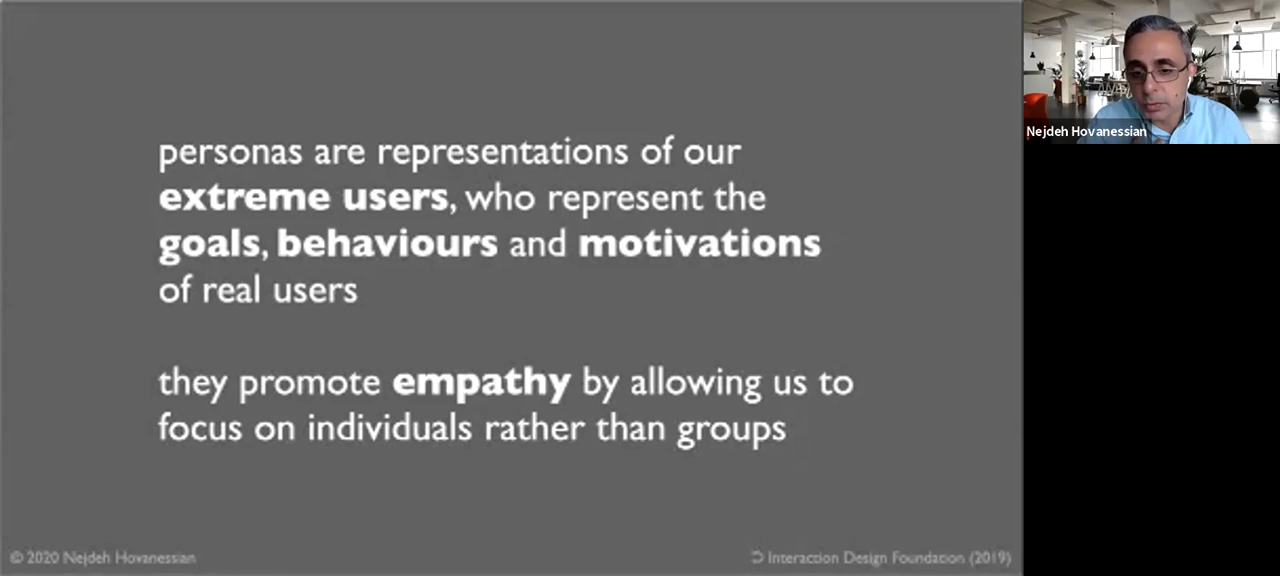 personas are representations of our
extreme users, who represent the
goals, behaviours and motivations
of real users
they promote empathy by allowing us to
focus on individuals rather than groups
© 2020 Nejdeh Hovanessian
Interaction Design Foundation (2019)
Nejdeh Hovanessian